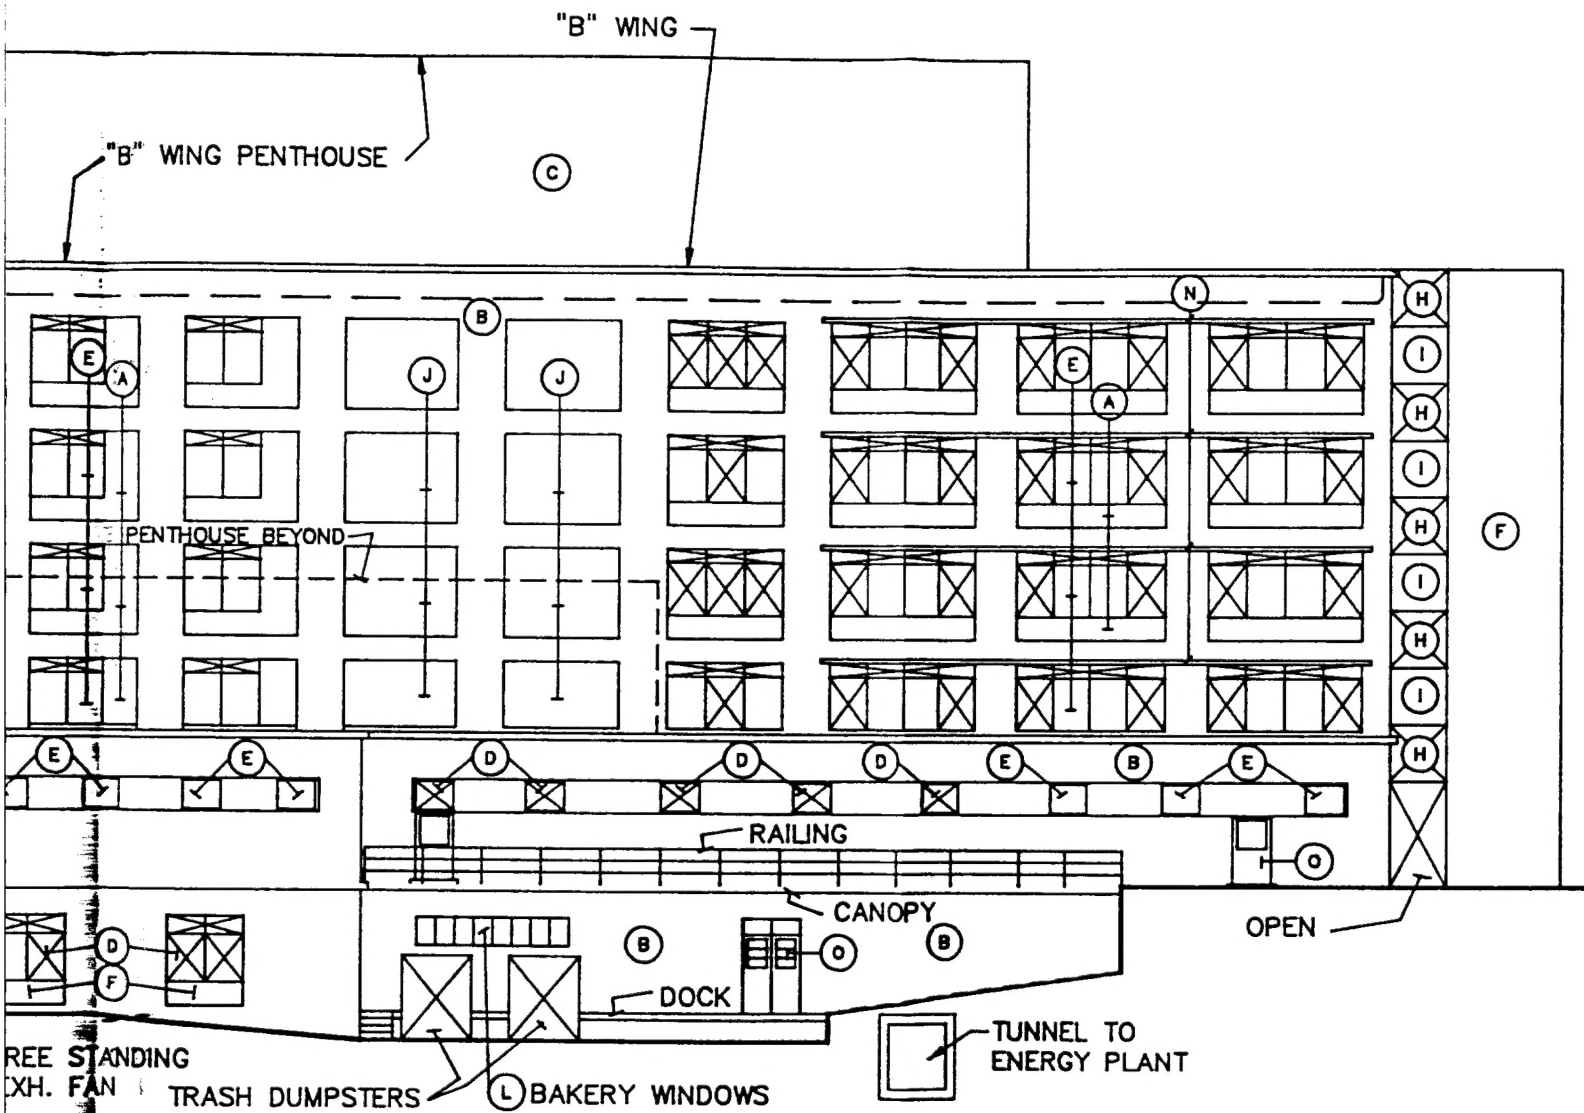 "B" WING
"B" WING PENTHOUSE
C
N
H
B
E
I
E
A
J
J
A
H
I
PENTHOUSE BEYOND
H
F
I
H
I
E
E
D
D
D
E
B
E
H
RAILING
O
CANOPY
OPEN
D
B
O
B
F
DOCK
REE STANDING
EXH. FAN
TRASH DUMPSTERS
L BAKERY WINDOWS
TUNNEL TO
ENERGY PLANT